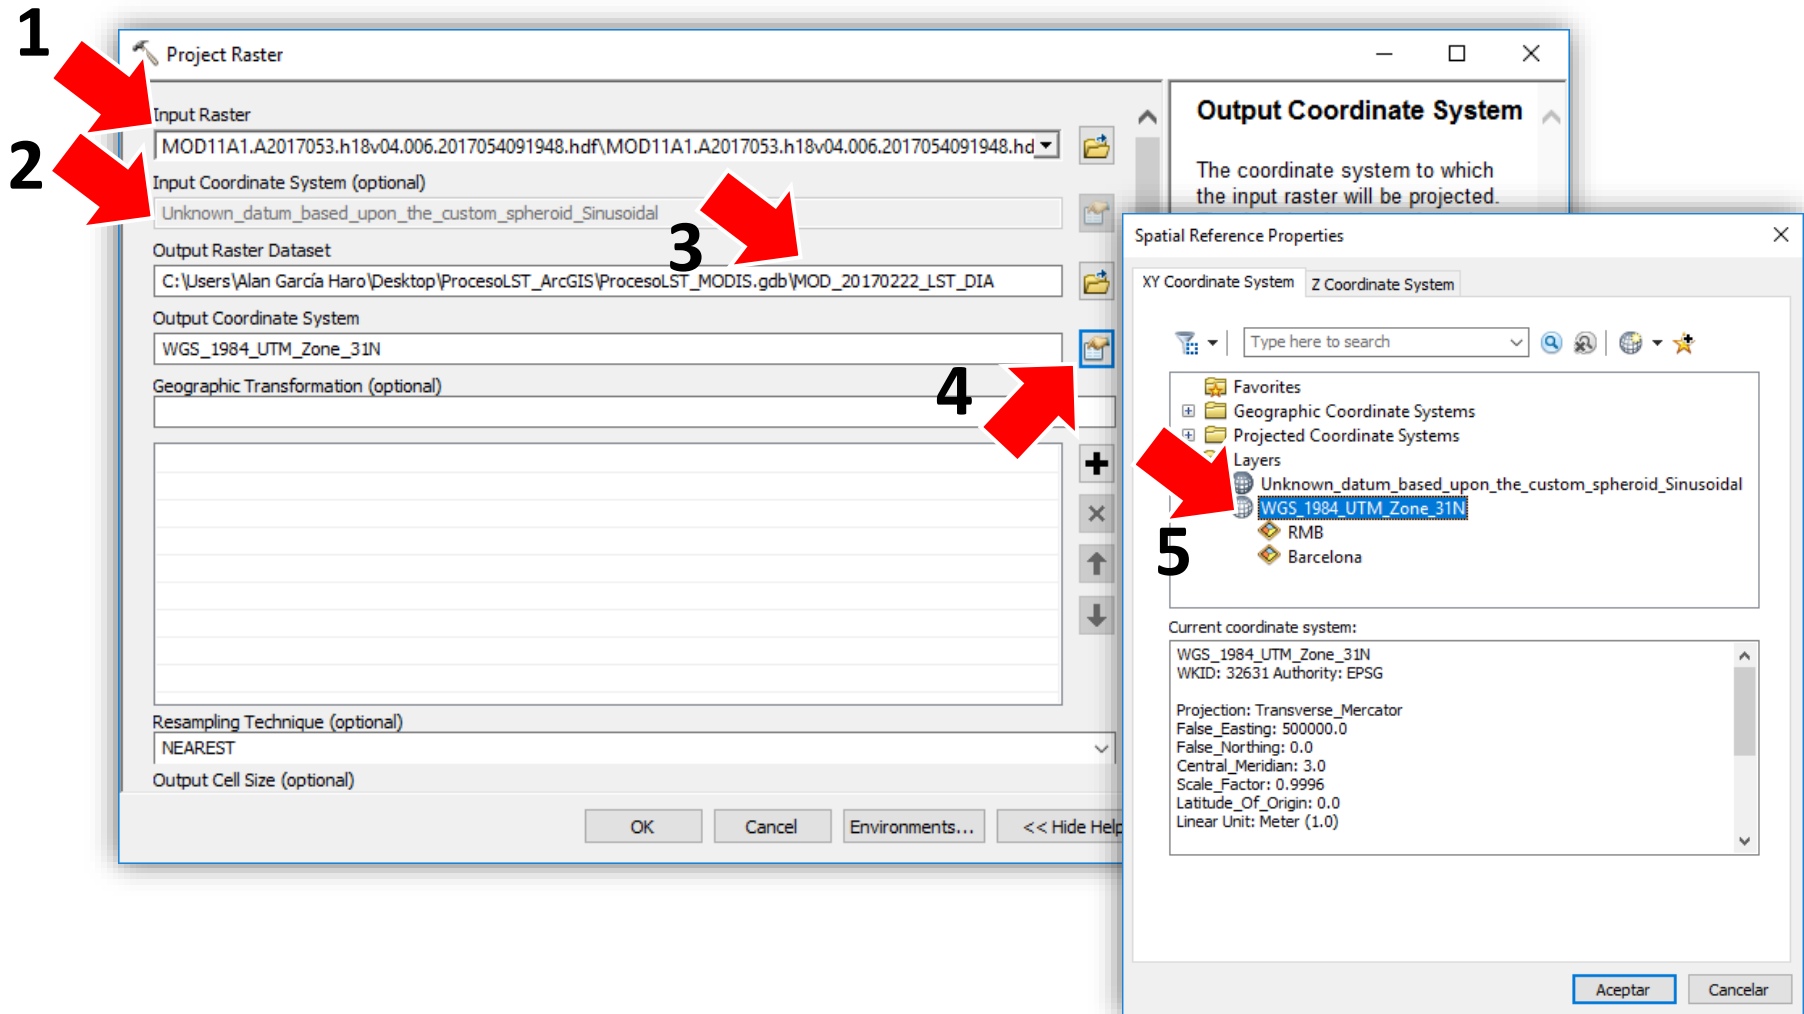 1
Project Raster
Input Raster
MOD11A1.A2017053.h18v04.006.2017054091948.hdf\MOD11A1.A2017053.h18v04.006.2017054091948.hd
2
Input Coordinate System (optional)
Unknown_datum_based_upon_the_custom_spheroid_Sinusoidal
3
Output Raster Dataset
C:\Users\Alan García Haro\Desktop\ProcesoLST_ArcGIS\ProcesoLST_MODIS.gdb\MOD_20170222_LST_DIA
Output Coordinate System
WGS_1984_UTM_Zone_31N
4
Geographic Transformation (optional)
Resampling Technique (optional)
NEAREST
Output Cell Size (optional)
OK
Cancel
Environments...
<< Hide Help
Output Coordinate System
The coordinate system to which
the input raster will be projected.
Spatial Reference Properties
XY Coordinate System
Z Coordinate System
Type here to search
Favorites
Geographic Coordinate Systems
Projected Coordinate Systems
Layers
Unknown_datum_based_upon_the_custom_spheroid_Sinusoidal
WGS_1984_UTM_Zone_31N
5
RMB
Barcelona
Current coordinate system:
WGS_1984_UTM_Zone_31N
WKID: 32631 Authority: EPSG
Projection: Transverse_Mercator
False_Easting: 500000.0
False_Northing: 0.0
Central_Meridian: 3.0
Scale_Factor: 0.9996
Latitude_Of_Origin: 0.0
Linear Unit: Meter (1.0)
Aceptar
Cancelar